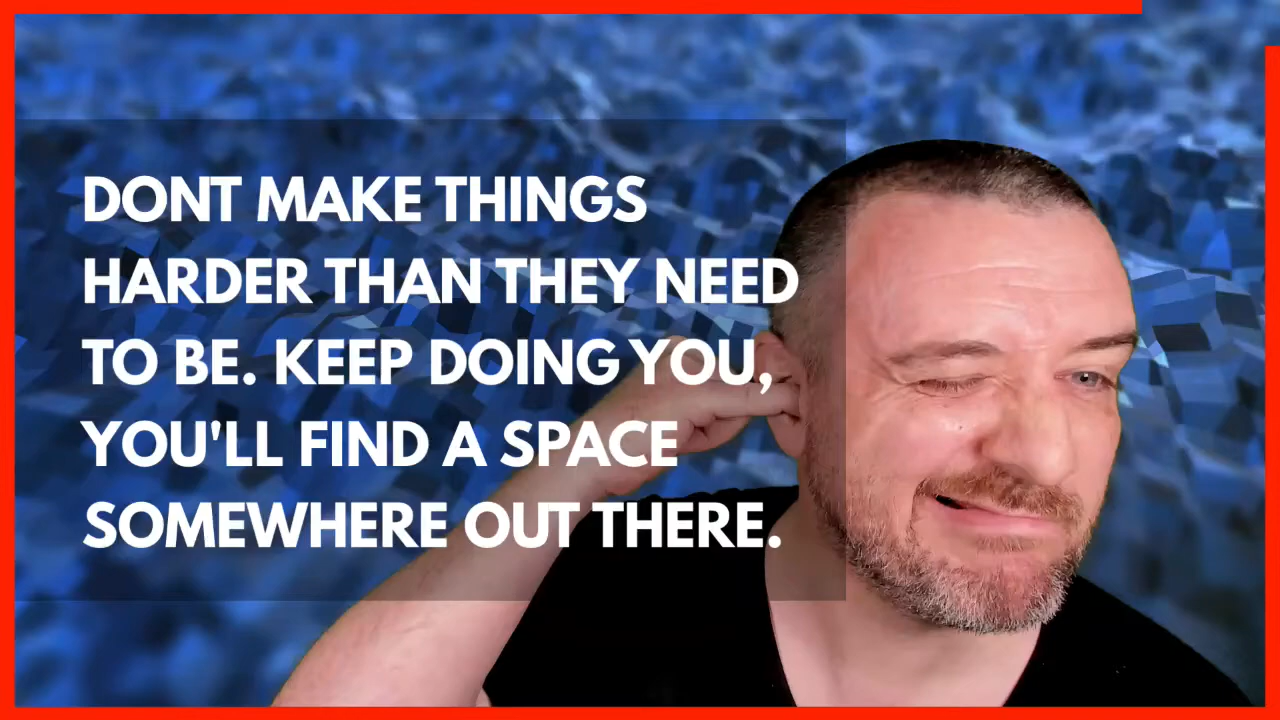 DONT MAKE THINGS
HARDER THAN THEY NEED
TO BE. KEEP DOING YOU,
YOU'LL FIND A SPACE
SOMEWHERE OUT THERE.